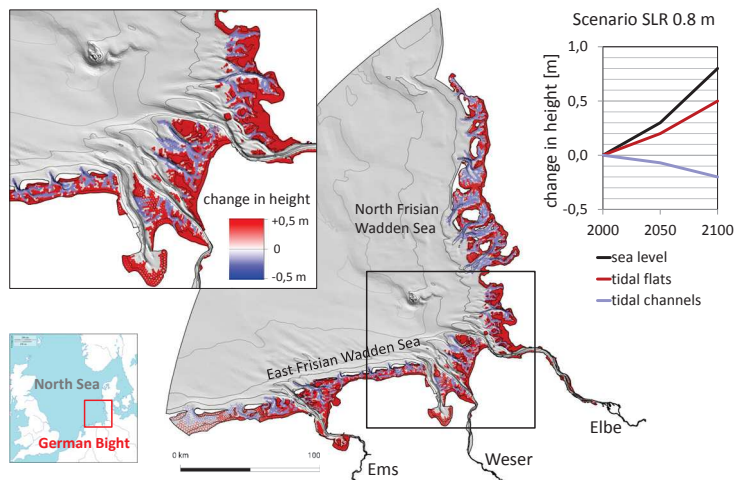 Scenario SLR 0.8 m
change in height [m]
1,0
0,5
0,0
-0,5
2000
2050
2100
sea level
tidal flats
tidal channels
change in height
+0,5 m
0
-0,5 m
North Frisian
Wadden Sea
East Frisian Wadden Sea
North Sea
German Bight
0 km
100
Ems
Weser
Elbe